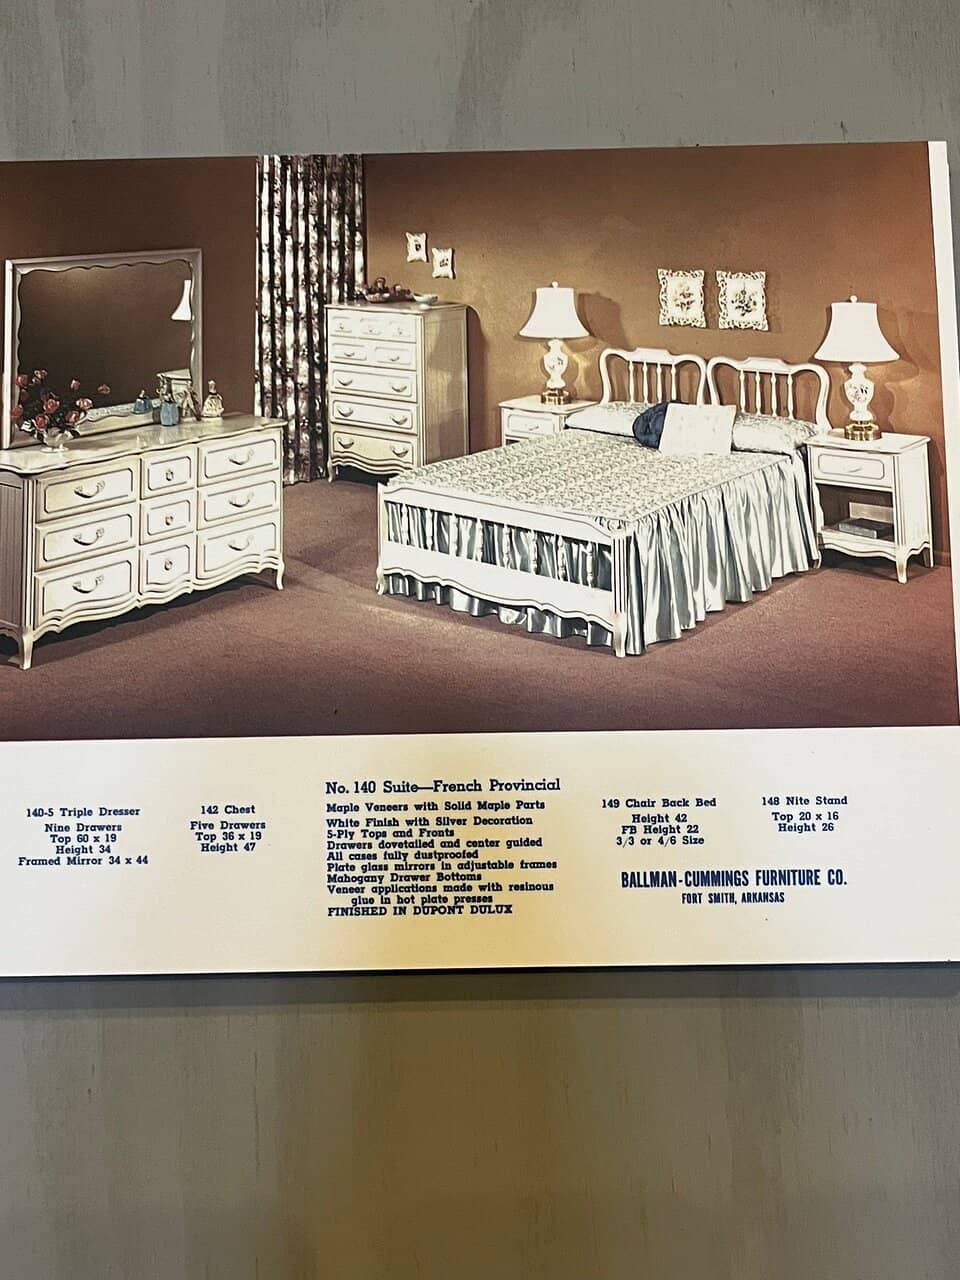 140-S Triple Dresser
Nine Drawers
Top 60 x 19
Height 34
Framed Mirror 34 x 44
142 Chest
Five Drawers
Top 36 x 19
Height 47
No. 140 Suite—French Provincial
Maple Veneers with Solid Maple Parts
White Finish with Silver Decoration
5-Ply Tops and Fronts
Drawers dovetailed and center guided
All cases fully dustproofed
Plate glass mirrors in adjustable frames
Mahogany Drawer Bottoms
Veneer applications made with resinous
glue in hot plate presses
FINISHED IN DUPONT DULUX
149 Chair Back Bed
Height 42
FB Height 22
3/3 or 4/6 Size
148 Nite Stand
Top 20 x 16
Height 26
BALLMAN-CUMMINGS FURNITURE CO.
FORT SMITH, ARKANSAS